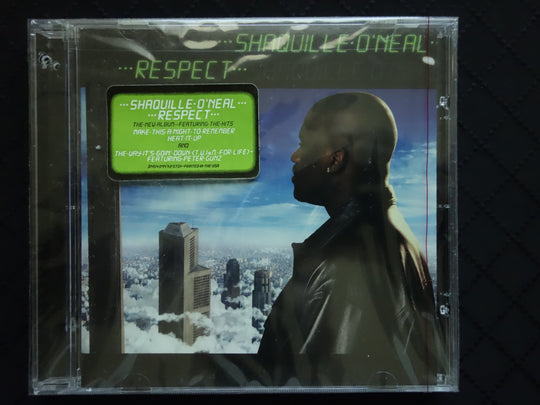 ···SHAQUILLE·O'NEAL
···RESPECT···
···SHAQUILLE·O'NEAL
···RESPECT···
THE·NEW·ALBUM—FEATURING·THE·HITS
MAKE·THIS·A·NIGHT·TO·REMEMBER
HEAT·IT·UP
AND
THE·WAY·IT'S·GOIN'·DOWN·(T.W.IS.M.·FOR·LIFE)·
FEATURING·PETER·GUNZ